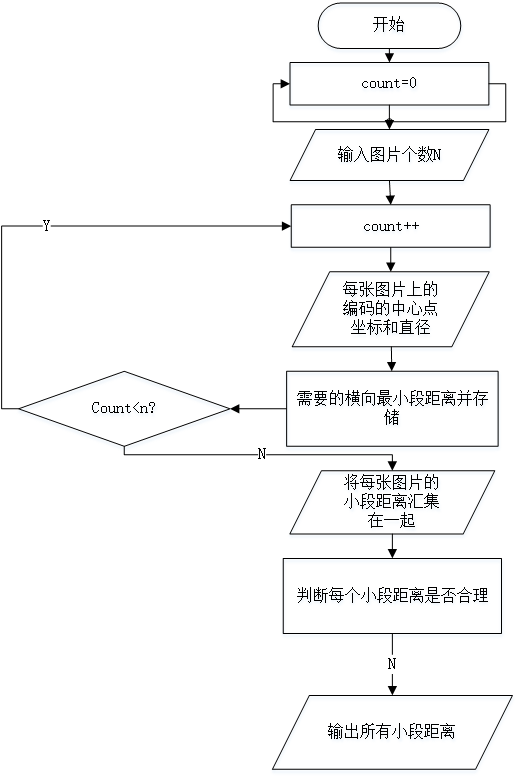 开始
count=0
输入图片个数N
Y
count++
每张图片上的
编码的中心点
坐标和直径
需要的横向最小段距离并存
储
Count<n?
N
将每张图片的
小段距离汇集
在一起
判断每个小段距离是否合理
N
输出所有小段距离